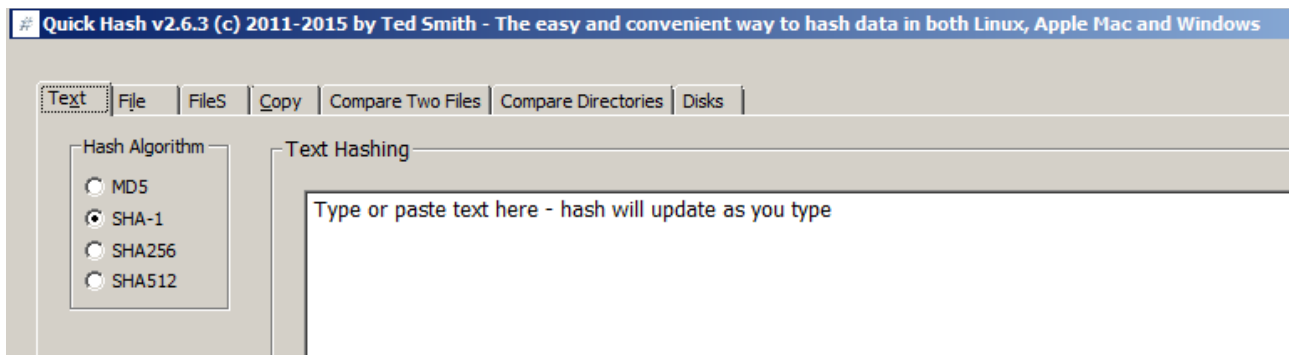 # Quick Hash v2.6.3 (c) 2011-2015 by Ted Smith - The easy and convenient way to hash data in both Linux, Apple Mac and Windows
Text File FileS Copy Compare Two Files Compare Directories Disks
Hash Algorithm
MD5
SHA-1
SHA256
SHA512
Text Hashing
Type or paste text here - hash will update as you type